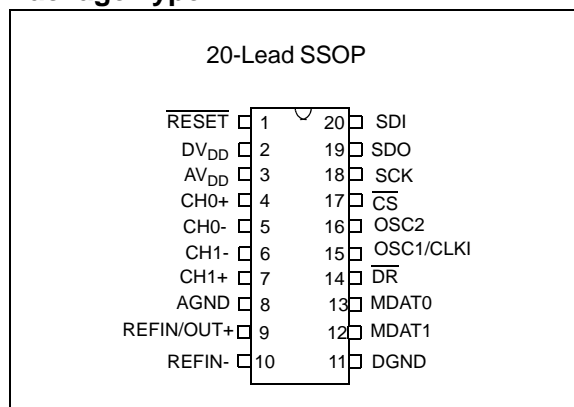 20-Lead SSOP
RESET 1 20 SDI
DVDD 2 19 SDO
AVDD 3 18 SCK
CH0+ 4 17 CS
CH0- 5 16 OSC2
CH1- 6 15 OSC1/CLKI
CH1+ 7 14 DR
AGND 8 13 MDAT0
REFIN/OUT+ 9 12 MDAT1
REFIN- 10 11 DGND